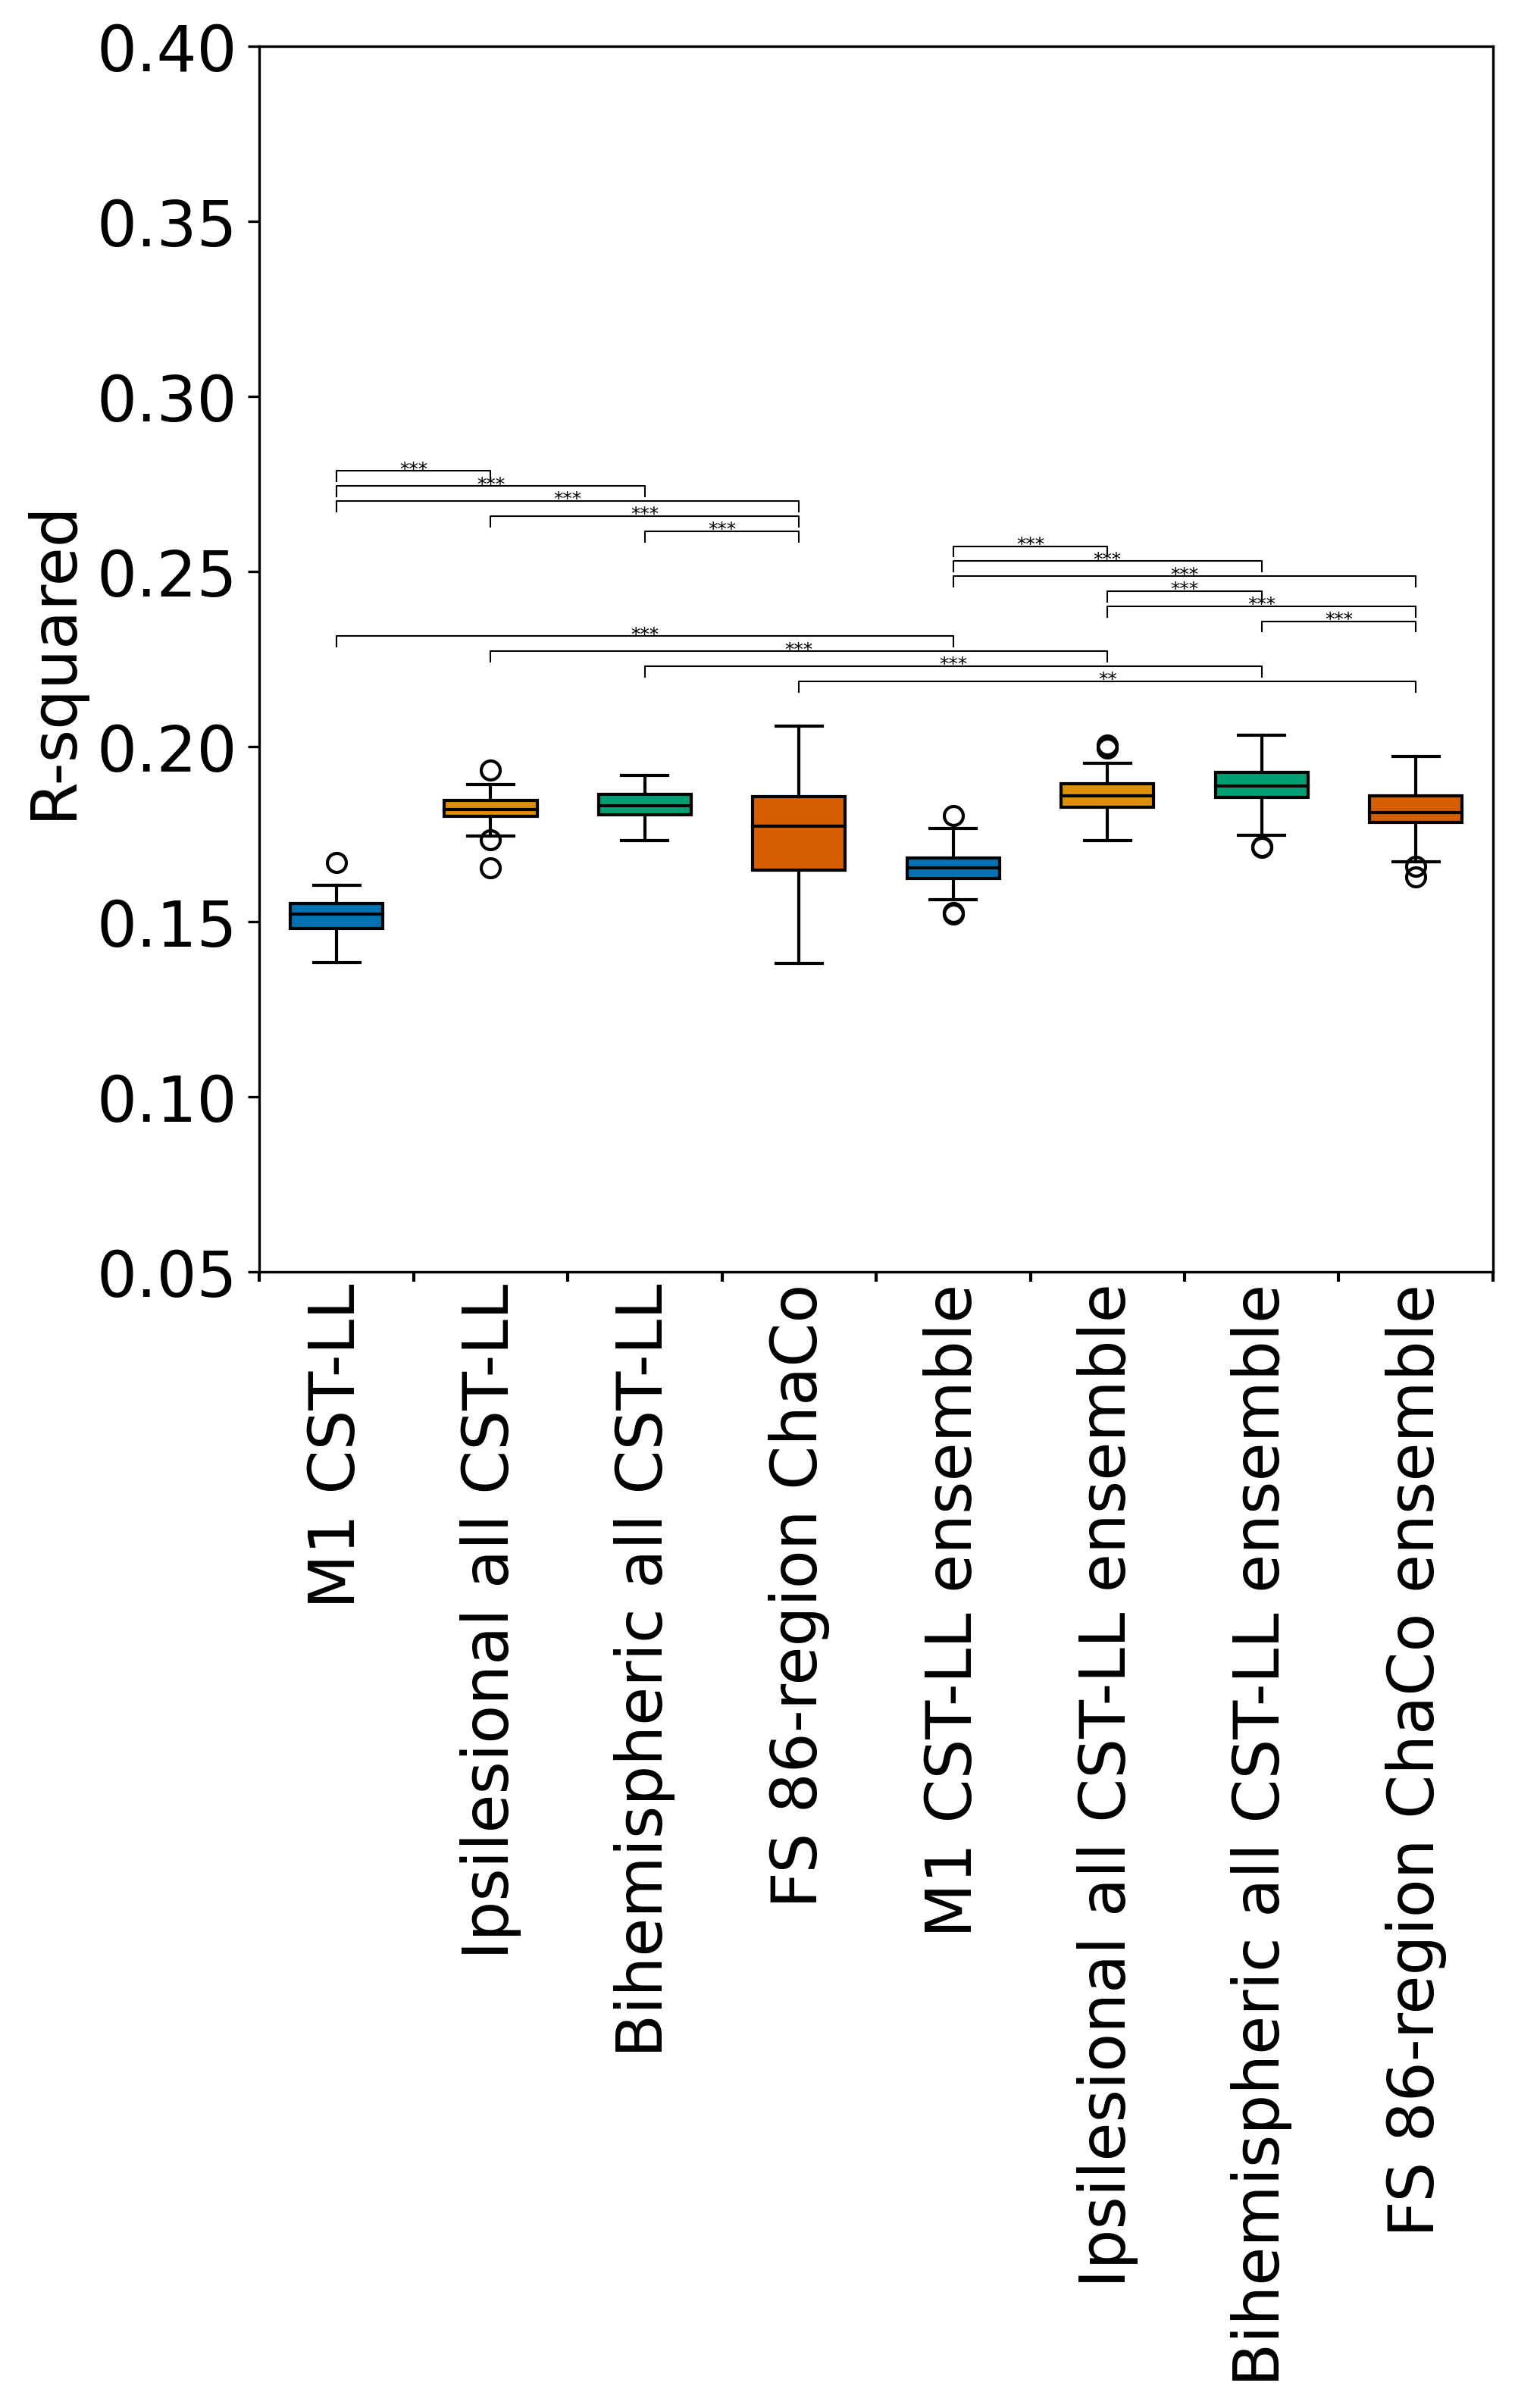 0.40
0.35
0.30
0.25
0.20
0.15
0.10
0.05
R-squared
***
***
***
***
***
***
***
***
***
***
***
***
***
***
**
M1 CST-LL
Ipsilesional all CST-LL
Bihemispheric all CST-LL
FS 86-region ChaCo
M1 CST-LL ensemble
Ipsilesional all CST-LL ensemble
Bihemispheric all CST-LL ensemble
FS 86-region ChaCo ensemble